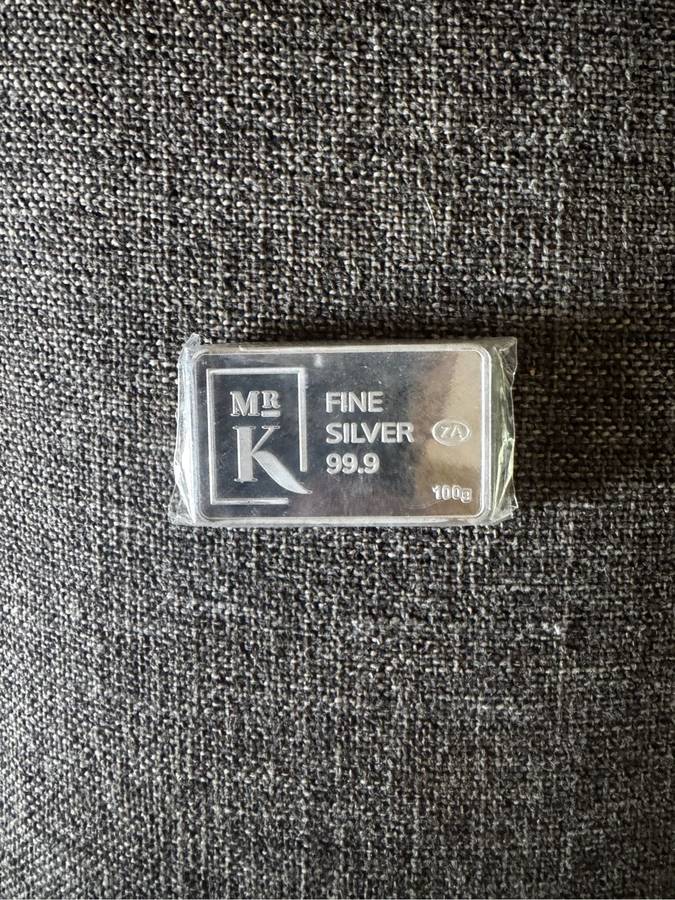 MR
K
FINE
SILVER
99.9
ZA
100g